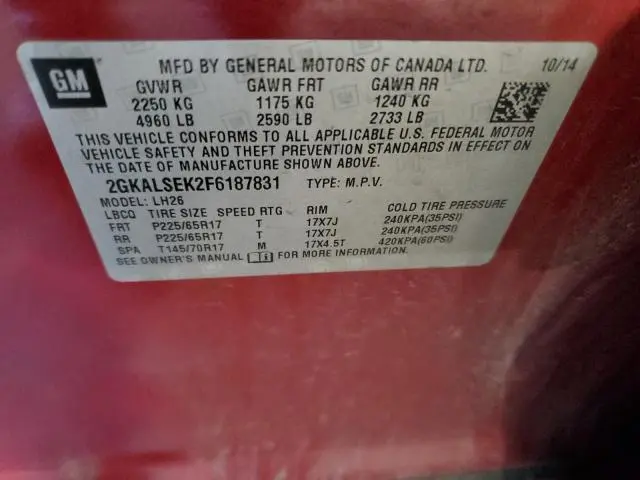 GM
MFD BY GENERAL MOTORS OF CANADA LTD. 10/14
GVWR GAWR FRT GAWR RR
2250 KG 1175 KG 1240 KG
4960 LB 2590 LB 2733 LB
THIS VEHICLE CONFORMS TO ALL APPLICABLE U.S. FEDERAL MOTOR
VEHICLE SAFETY AND THEFT PREVENTION STANDARDS IN EFFECT ON
THE DATE OF MANUFACTURE SHOWN ABOVE.
2GKALSEK2F6187831 TYPE: M.P.V.
MODEL: LH26
LBCQ TIRE SIZE SPEED RTG RIM COLD TIRE PRESSURE
FRT P225/65R17 T 17X7J 240KPA(35PSI)
RR P225/65R17 T 17X7J 240KPA(35PSI)
SPA T145/70R17 M 17X4.5T 420KPA(60PSI)
SEE OWNER'S MANUAL FOR MORE INFORMATION.